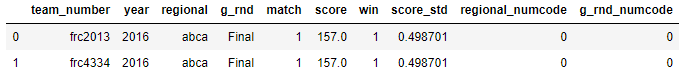 team_number year regional g_rnd match score win score_std regional_numcode g_rnd_numcode
0 frc2013 2016 abca Final 1 157.0 1 0.498701 0 0
1 frc4334 2016 abca Final 1 157.0 1 0.498701 0 0